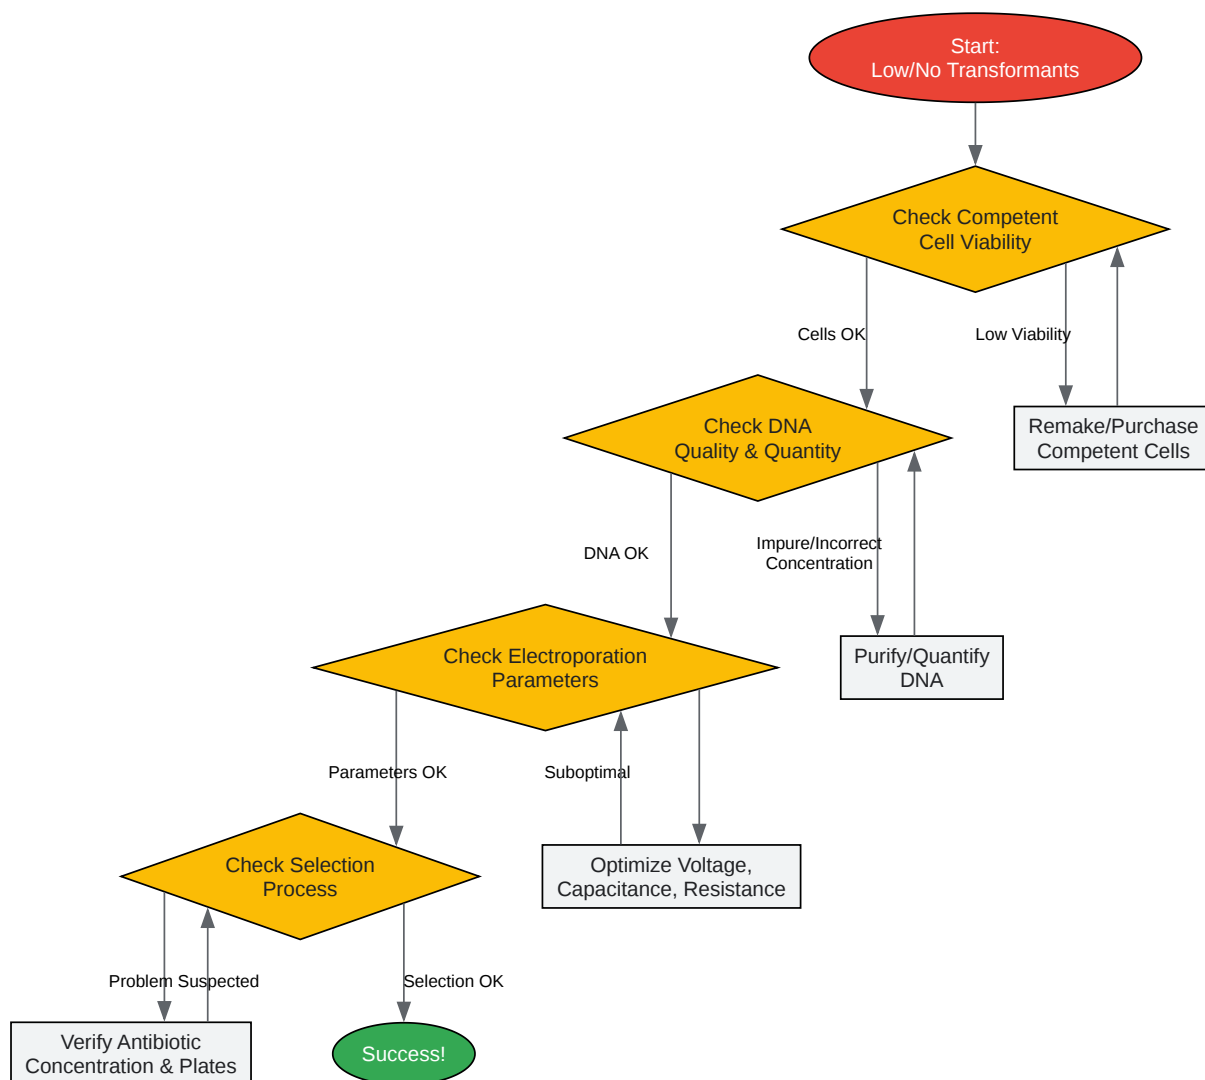 Start:
Low/No Transformants
Check Competent
Cell Viability
Cells OK
Low Viability
Remake/Purchase
Competent Cells
Check DNA
Quality & Quantity
DNA OK
Impure/Incorrect
Concentration
Purify/Quantify
DNA
Check Electroporation
Parameters
Parameters OK
Suboptimal
Optimize Voltage,
Capacitance, Resistance
Check Selection
Process
Problem Suspected
Selection OK
Verify Antibiotic
Concentration & Plates
Success!